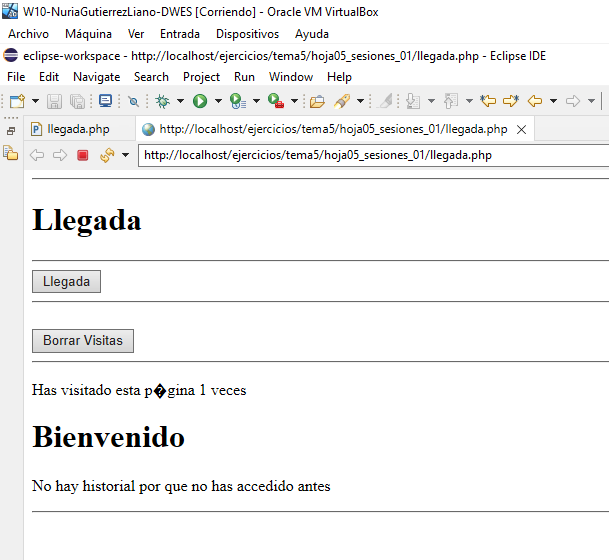 W10-NuriaGutierrezLiano-DWES [Corriendo] - Oracle VM VirtualBox
Archivo Máquina Ver Entrada Dispositivos Ayuda
eclipse-workspace - http://localhost/ejercicios/tema5/hoja05_sesiones_01/llegada.php - Eclipse IDE
File Edit Navigate Search Project Run Window Help
llegada.php http://localhost/ejercicios/tema5/hoja05_sesiones_01/llegada.php
http://localhost/ejercicios/tema5/hoja05_sesiones_01/llegada.php
Llegada
Llegada
Borrar Visitas
Has visitado esta p�gina 1 veces
Bienvenido
No hay historial por que no has accedido antes